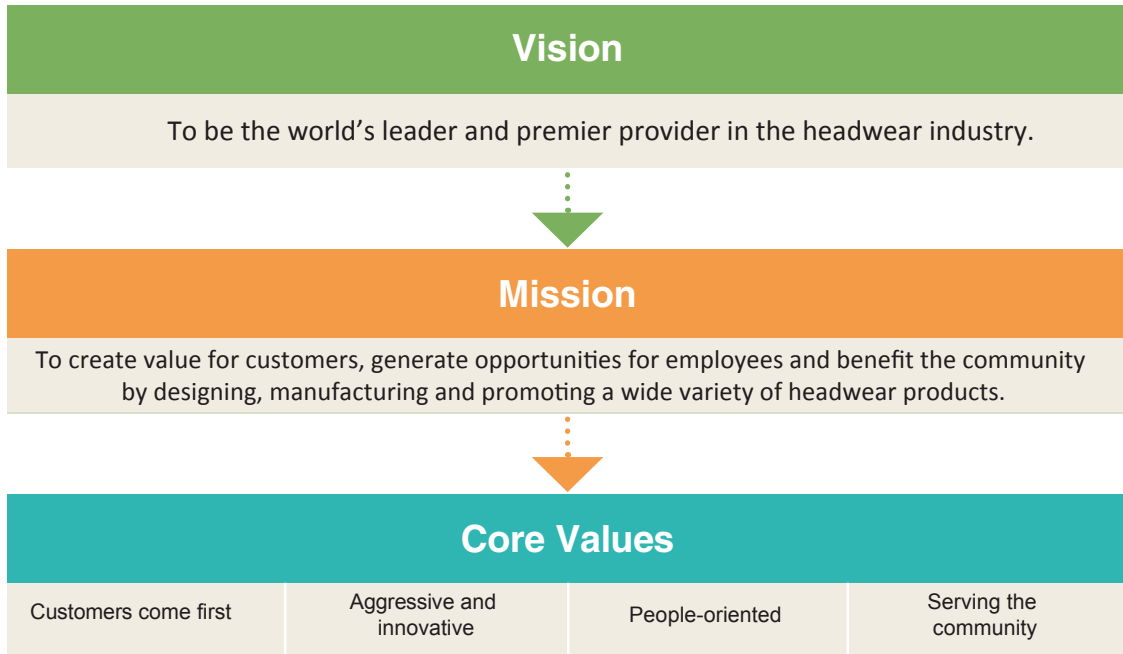 Vision
To be the world’s leader and premier provider in the headwear industry.
Mission
To create value for customers, generate opportunities for employees and benefit the community
by designing, manufacturing and promoting a wide variety of headwear products.
Core Values
Customers come first
Aggressive and
innovative
People-oriented
Serving the
community